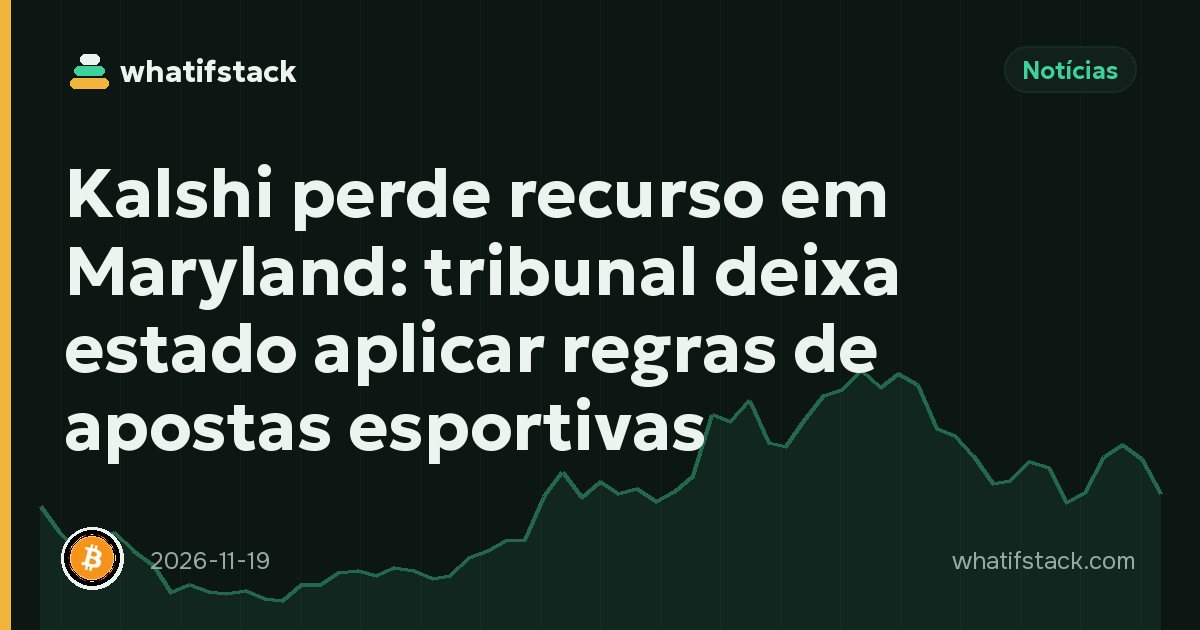 whatifstack
Notícias
Kalshi perde recurso em
Maryland: tribunal deixa
estado aplicar regras de
apostas esportivas
2026-11-19
whatifstack.com